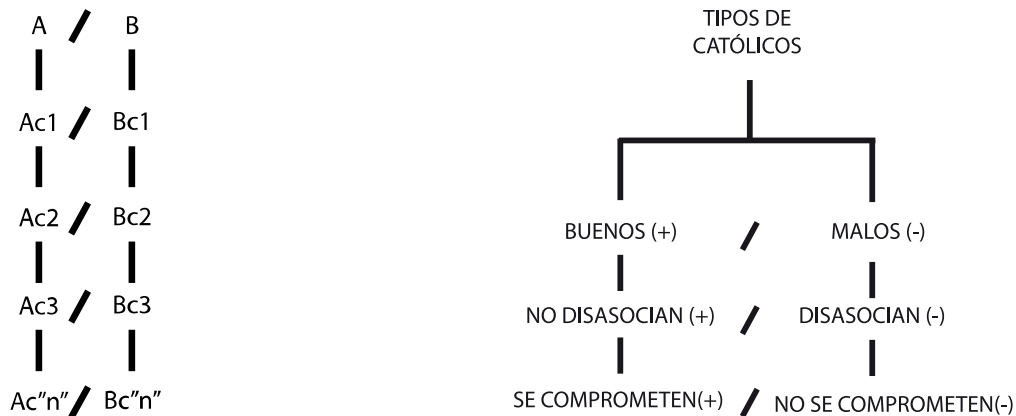 A / B
Ac1 / Bc1
Ac2 / Bc2
Ac3 / Bc3
Ac"n" / Bc"n"
TIPOS DE
CATÓLICOS
BUENOS (+) / MALOS (-)
NO DISASOCIAN (+) / DISASOCIAN (-)
SE COMPROMETEN(+) / NO SE COMPROMETEN(-)